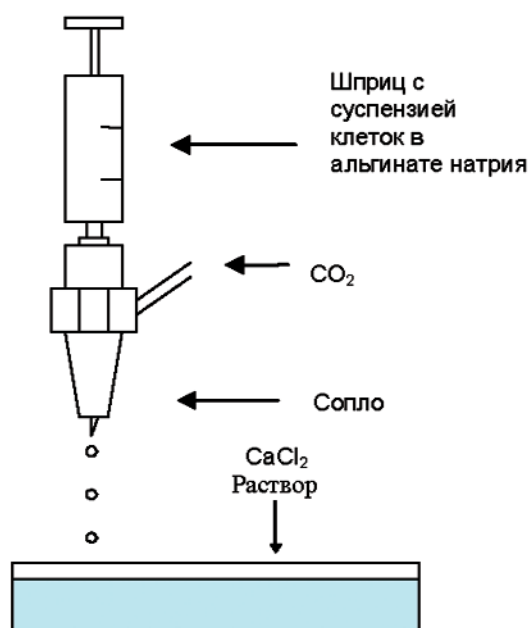 Шприц с
суспензией
клеток в
альгинате натрия
CO₂
Сопло
CaCl₂
Раствор